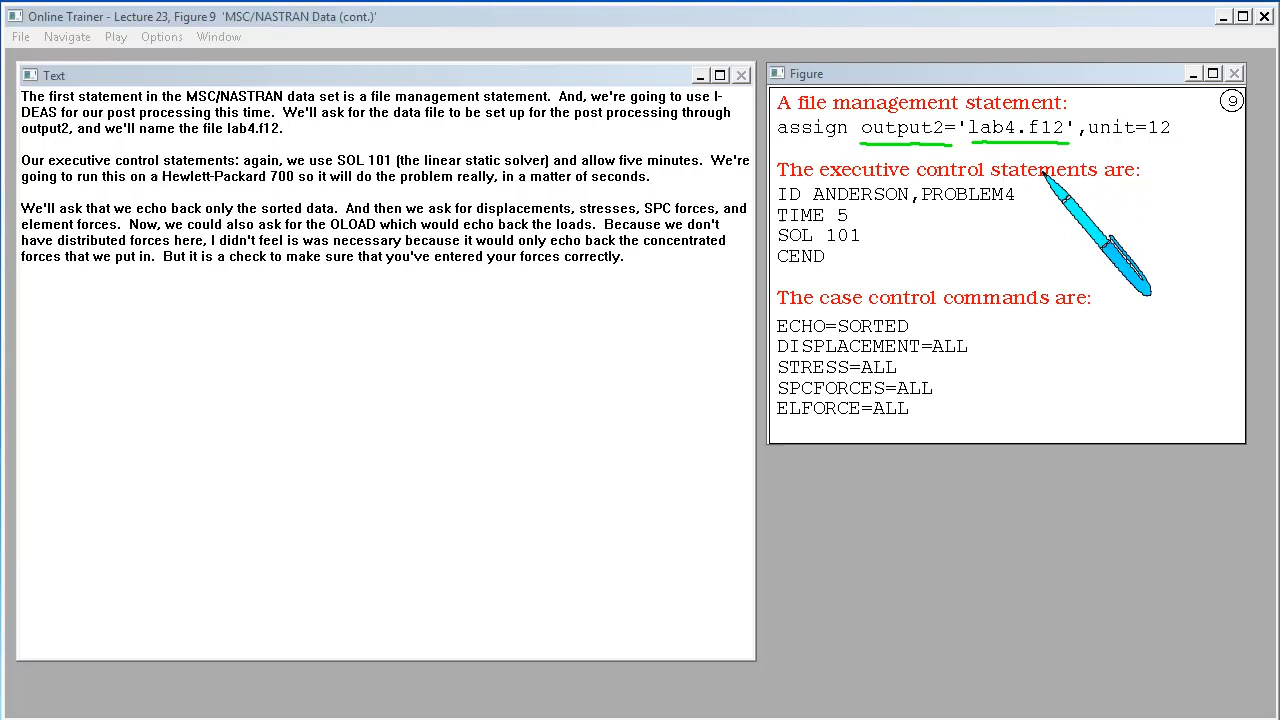 Online Trainer - Lecture 23, Figure 9  'MSC/NASTRAN Data (cont.)'
File Navigate Play Options Window
Text
The first statement in the MSC/NASTRAN data set is a file management statement.  And, we're going to use I-
DEAS for our post processing this time.  We'll ask for the data file to be set up for the post processing through
output2, and we'll name the file lab4.f12.
Our executive control statements: again, we use SOL 101 (the linear static solver) and allow five minutes.  We're
going to run this on a Hewlett-Packard 700 so it will do the problem really, in a matter of seconds.
We'll ask that we echo back only the sorted data.  And then we ask for displacements, stresses, SPC forces, and
element forces.  Now, we could also ask for the OLOAD which would echo back the loads.  Because we don't
have distributed forces here, I didn't feel is was necessary because it would only echo back the concentrated
forces that we put in.  But it is a check to make sure that you've entered your forces correctly.
Figure
9
A file management statement:
assign output2='lab4.f12',unit=12
The executive control statements are:
ID ANDERSON,PROBLEM4
TIME 5
SOL 101
CEND
The case control commands are:
ECHO=SORTED
DISPLACEMENT=ALL
STRESS=ALL
SPCFORCES=ALL
ELFORCE=ALL